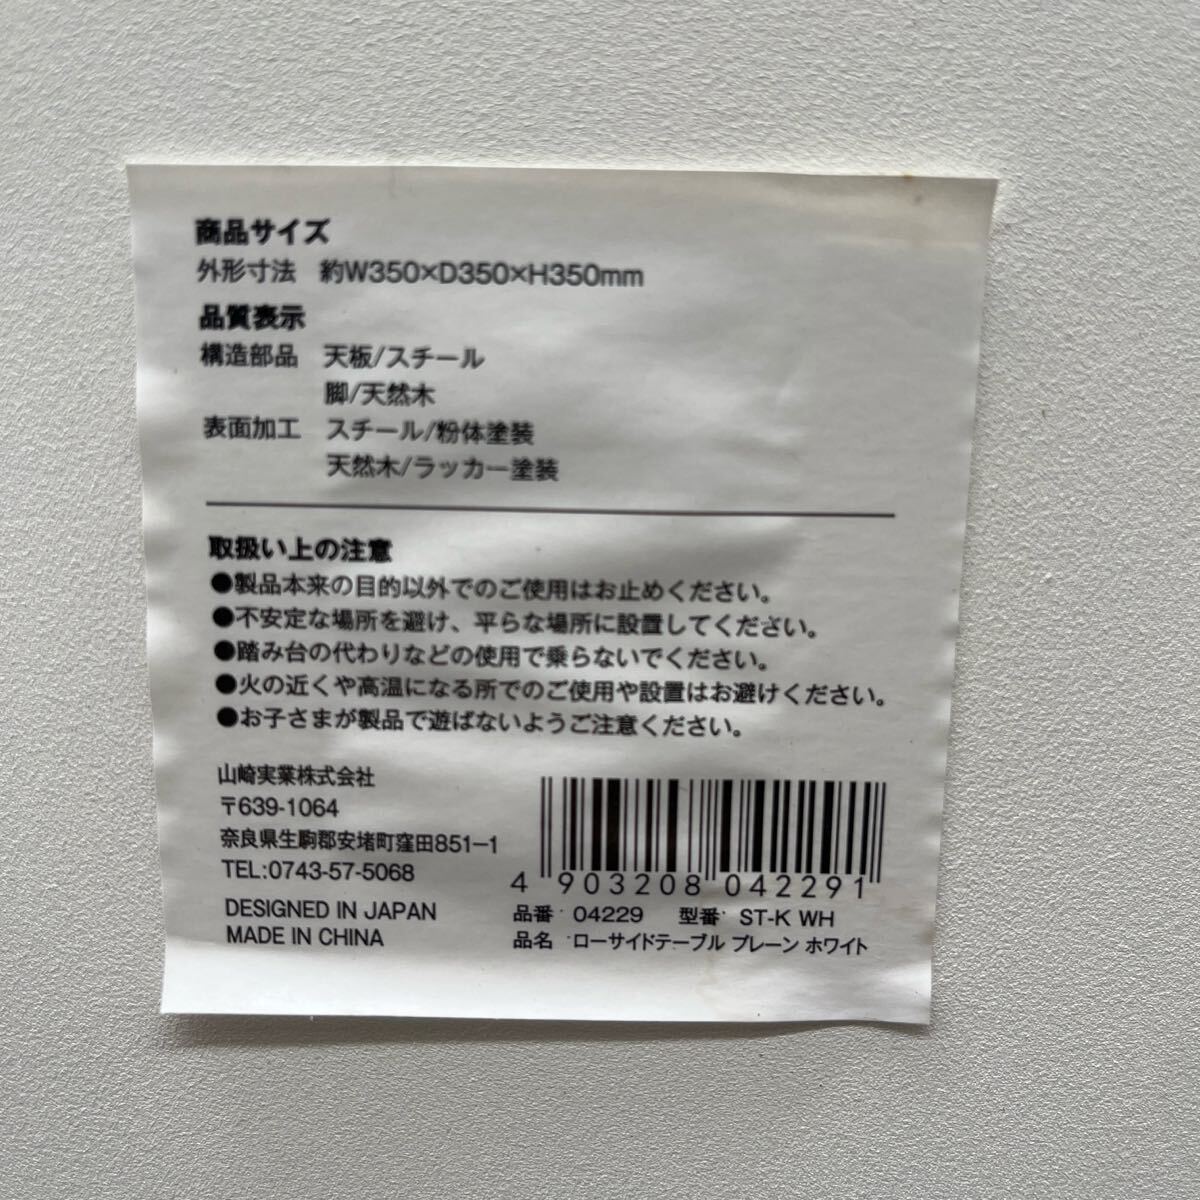 商品サイズ
外形寸法　約W350×D350×H350mm
品質表示
構造部品　天板/スチール
脚/天然木
表面加工　スチール/粉体塗装
天然木/ラッカー塗装
取扱い上の注意
●製品本来の目的以外でのご使用はお止めください。
●不安定な場所を避け、平らな場所に設置してください。
●踏み台の代わりなどの使用で乗らないでください。
●火の近くや高温になる所でのご使用や設置はお避けください。
●お子さまが製品で遊ばないようご注意ください。
山崎実業株式会社
〒639-1064
奈良県生駒郡安堵町窪田851-1
TEL:0743-57-5068
DESIGNED IN JAPAN
MADE IN CHINA
4 903208 042291
品番 04229　型番 ST-K WH
品名 ローサイドテーブル プレーン ホワイト